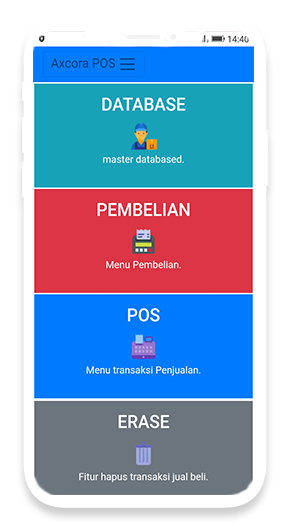 14:40
Axcora POS
DATABASE
master databased.
PEMBELIAN
Menu Pembelian.
POS
Menu transaksi Penjualan.
ERASE
Fitur hapus transaksi jual beli.